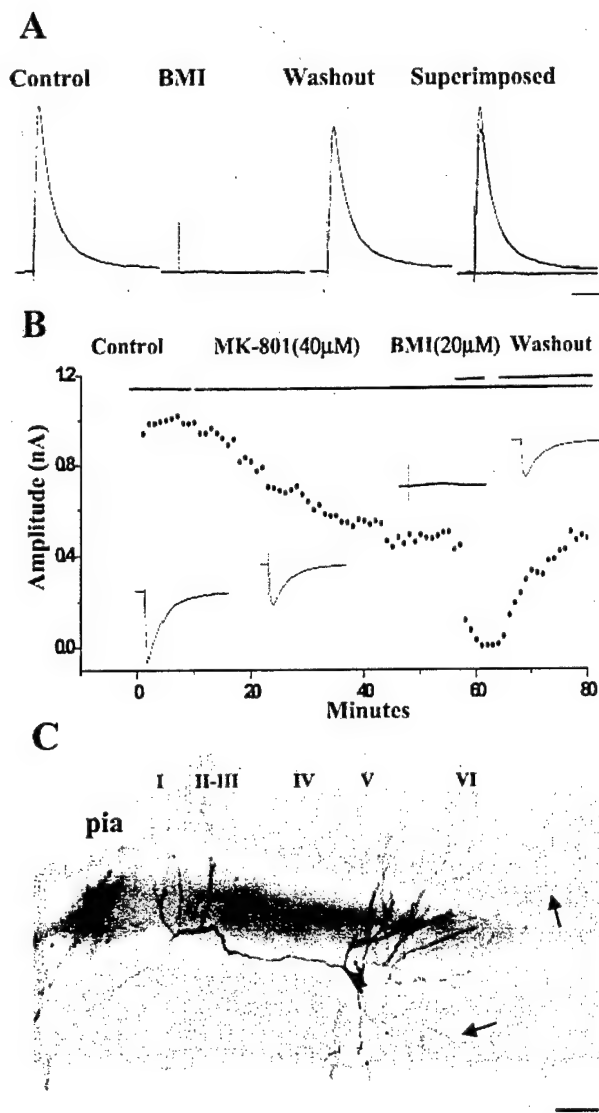 A
Control BMI Washout Superimposed
B
Control MK-801(40μM) BMI(20μM) Washout
1.2
0.8
0.4
0.0
Amplitude (nA)
0 20 40 60 80
Minutes
C
I II-III IV V VI
pia